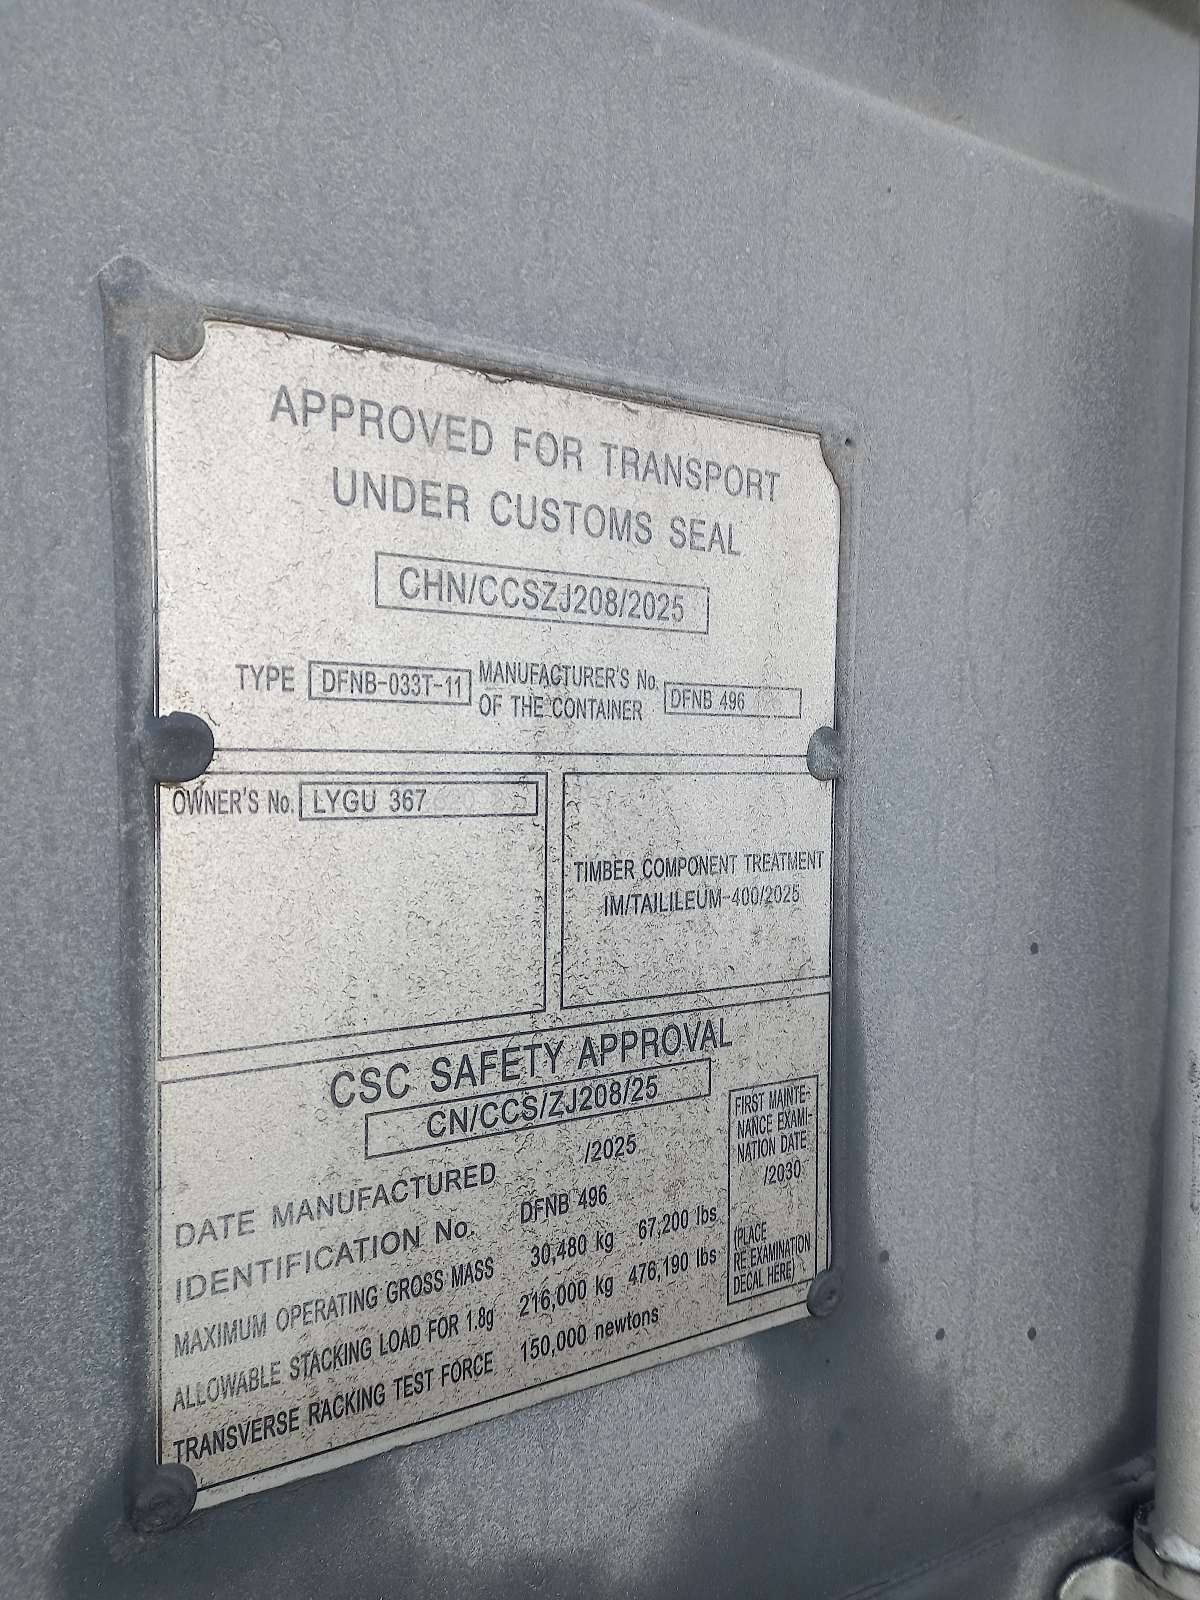 APPROVED FOR TRANSPORT
UNDER CUSTOMS SEAL
CHN/CCSZJ208/2025
TYPE DFNB-033T-11 MANUFACTURER'S No. OF THE CONTAINER DFNB 496
OWNER'S No. LYGU 367
TIMBER COMPONENT TREATMENT
IM/TAILILEUM-400/2025
CSC SAFETY APPROVAL
CN/CCS/ZJ208/25
DATE MANUFACTURED /2025
IDENTIFICATION No. DFNB 496
MAXIMUM OPERATING GROSS MASS 30,480 kg 67,200 lbs
ALLOWABLE STACKING LOAD FOR 1.8g 216,000 kg 476,190 lbs
TRANSVERSE RACKING TEST FORCE 150,000 newtons
FIRST MAINTE-
NANCE EXAMI-
NATION DATE
/2030
(PLACE
RE EXAMINATION
DECAL HERE)